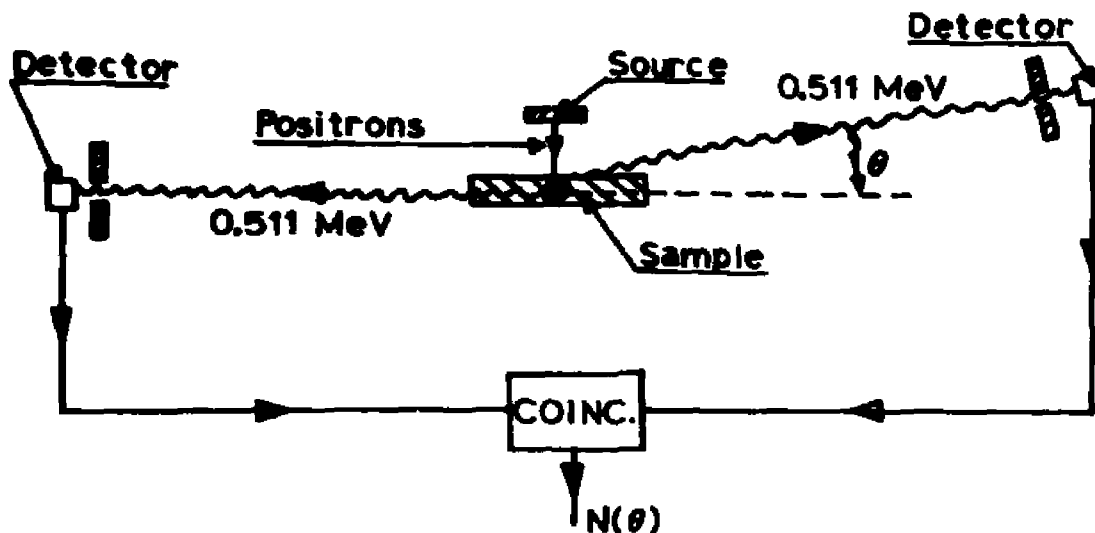 Detector
Detector
Source
0.511 MeV
Positrons
θ
0.511 MeV
Sample
COINC.
N(θ)